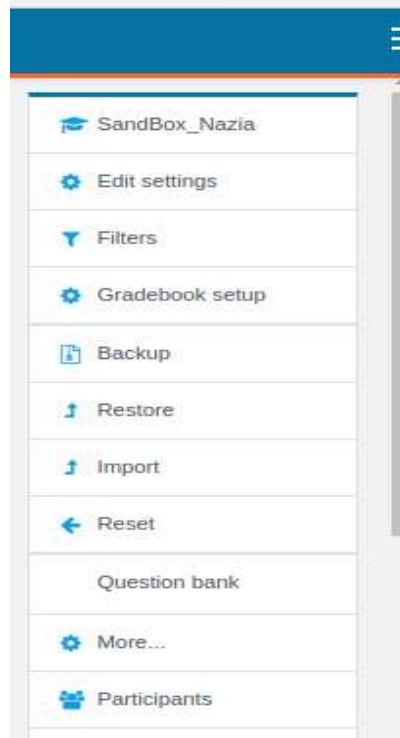 SandBox_Nazia
Edit settings
Filters
Gradebook setup
Backup
Restore
Import
Reset
Question bank
More...
Participants